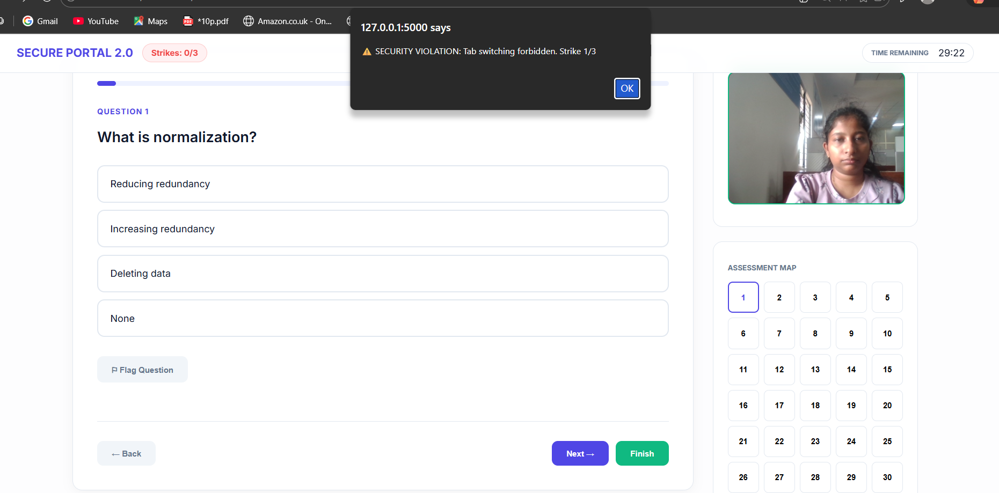 Gmail
YouTube
Maps
*10p.pdf
Amazon.co.uk - On...
127.0.0.1:5000 says
⚠ SECURITY VIOLATION: Tab switching forbidden. Strike 1/3
OK
SECURE PORTAL 2.0
Strikes: 0/3
TIME REMAINING 29:22
QUESTION 1
What is normalization?
Reducing redundancy
Increasing redundancy
Deleting data
None
Flag Question
← Back
Next →
Finish
ASSESSMENT MAP
1 2 3 4 5
6 7 8 9 10
11 12 13 14 15
16 17 18 19 20
21 22 23 24 25
26 27 28 29 30